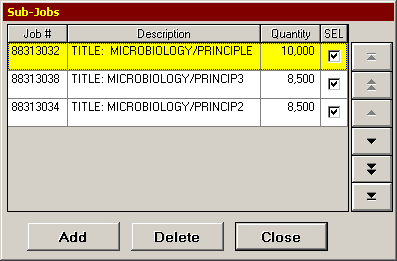 Sub-Jobs
Job # Description Quantity SEL
88313032 TITLE: MICROBIOLOGY/PRINCIPLE 10,000
88313038 TITLE: MICROBIOLOGY/PRINCIP3 8,500
88313034 TITLE: MICROBIOLOGY/PRINCIP2 8,500
Add Delete Close